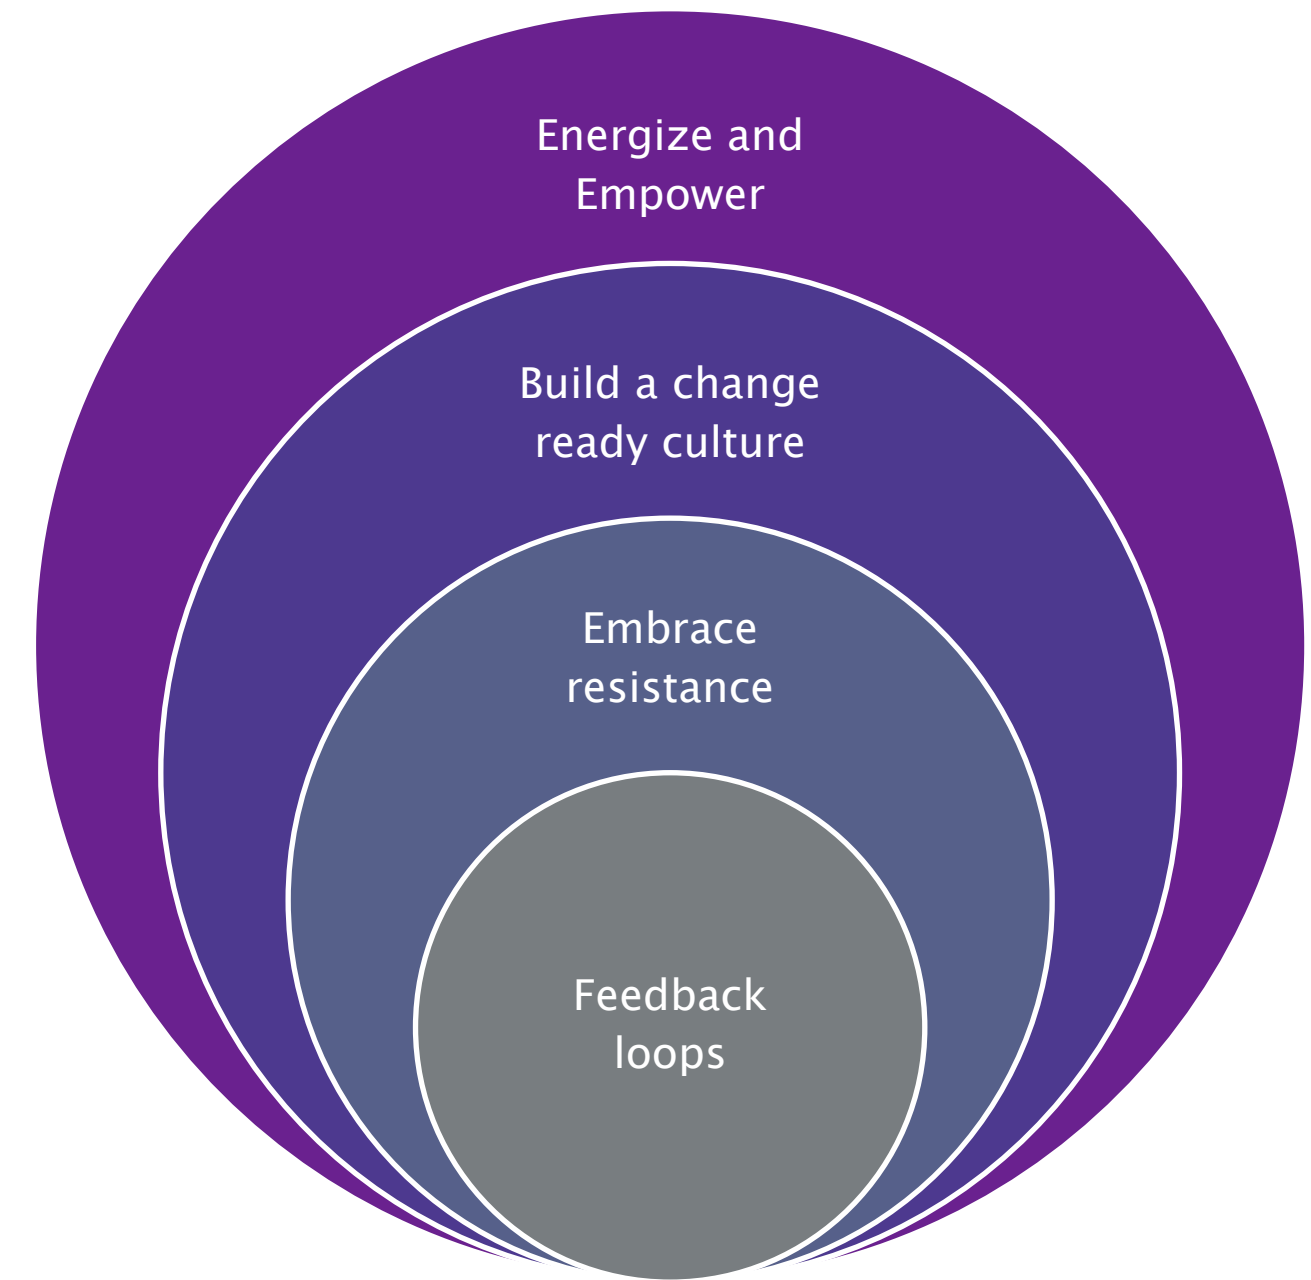 Energize and
Empower
Build a change
ready culture
Embrace
resistance
Feedback
loops